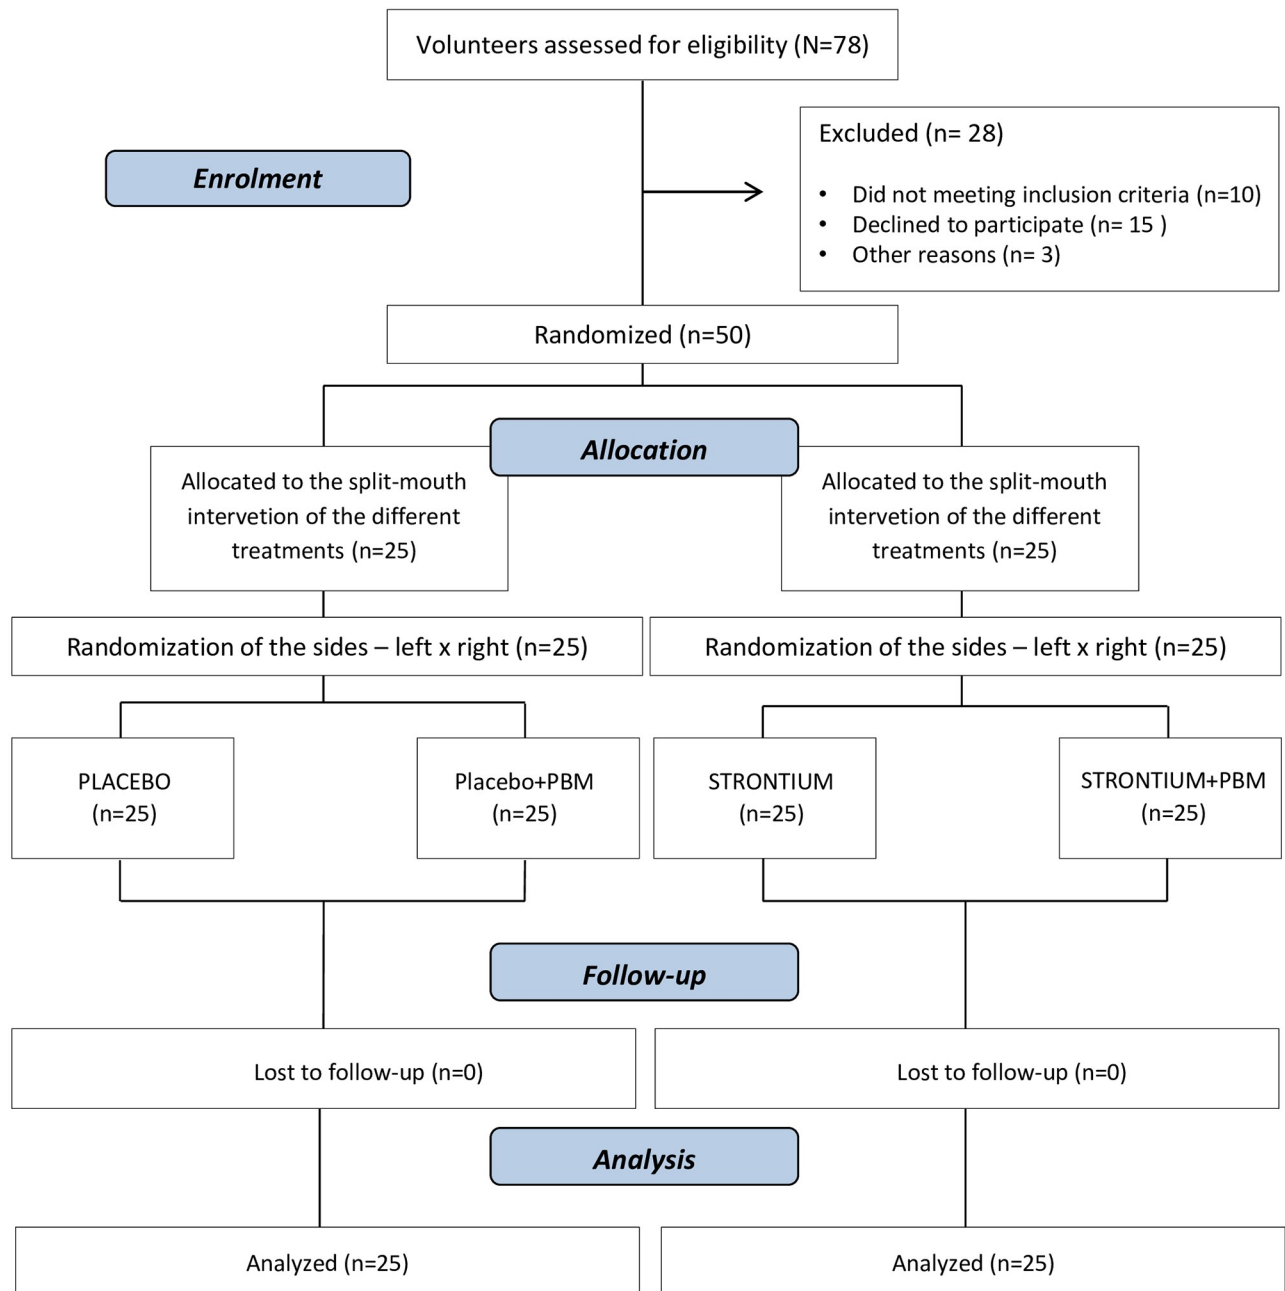 Volunteers assessed for eligibility (N=78)
Excluded (n= 28)
• Did not meeting inclusion criteria (n=10)
• Declined to participate (n= 15 )
• Other reasons (n= 3)
Enrolment
Randomized (n=50)
Allocation
Allocated to the split-mouth
intervetion of the different
treatments (n=25)
Allocated to the split-mouth
intervetion of the different
treatments (n=25)
Randomization of the sides – left x right (n=25)
Randomization of the sides – left x right (n=25)
PLACEBO
(n=25)
Placebo+PBM
(n=25)
STRONTIUM
(n=25)
STRONTIUM+PBM
(n=25)
Follow-up
Lost to follow-up (n=0)
Lost to follow-up (n=0)
Analysis
Analyzed (n=25)
Analyzed (n=25)